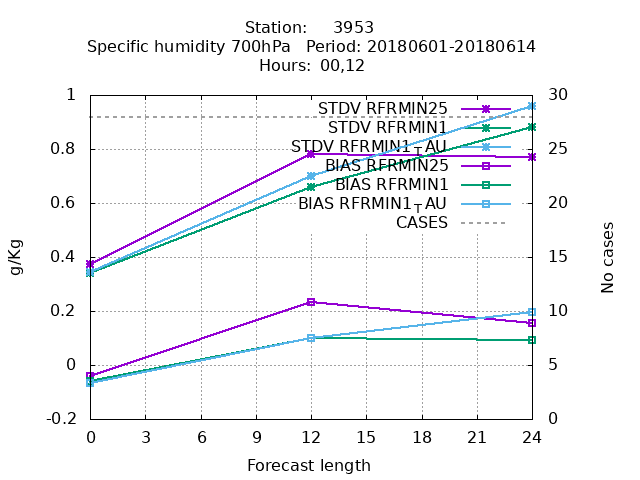 Station: 3953
Specific humidity 700hPa Period: 20180601-20180614
Hours: 00,12
1 30
STDV RFRMIN25
STDV RFRMIN1
0.8 25
STDV RFRMIN1TAU
BIAS RFRMIN25
BIAS RFRMIN1
0.6 20
BIAS RFRMIN1TAU
CASES
g/Kg
0.4 15
No cases
0.2 10
0 5
-0.2 0
0 3 6 9 12 15 18 21 24
Forecast length